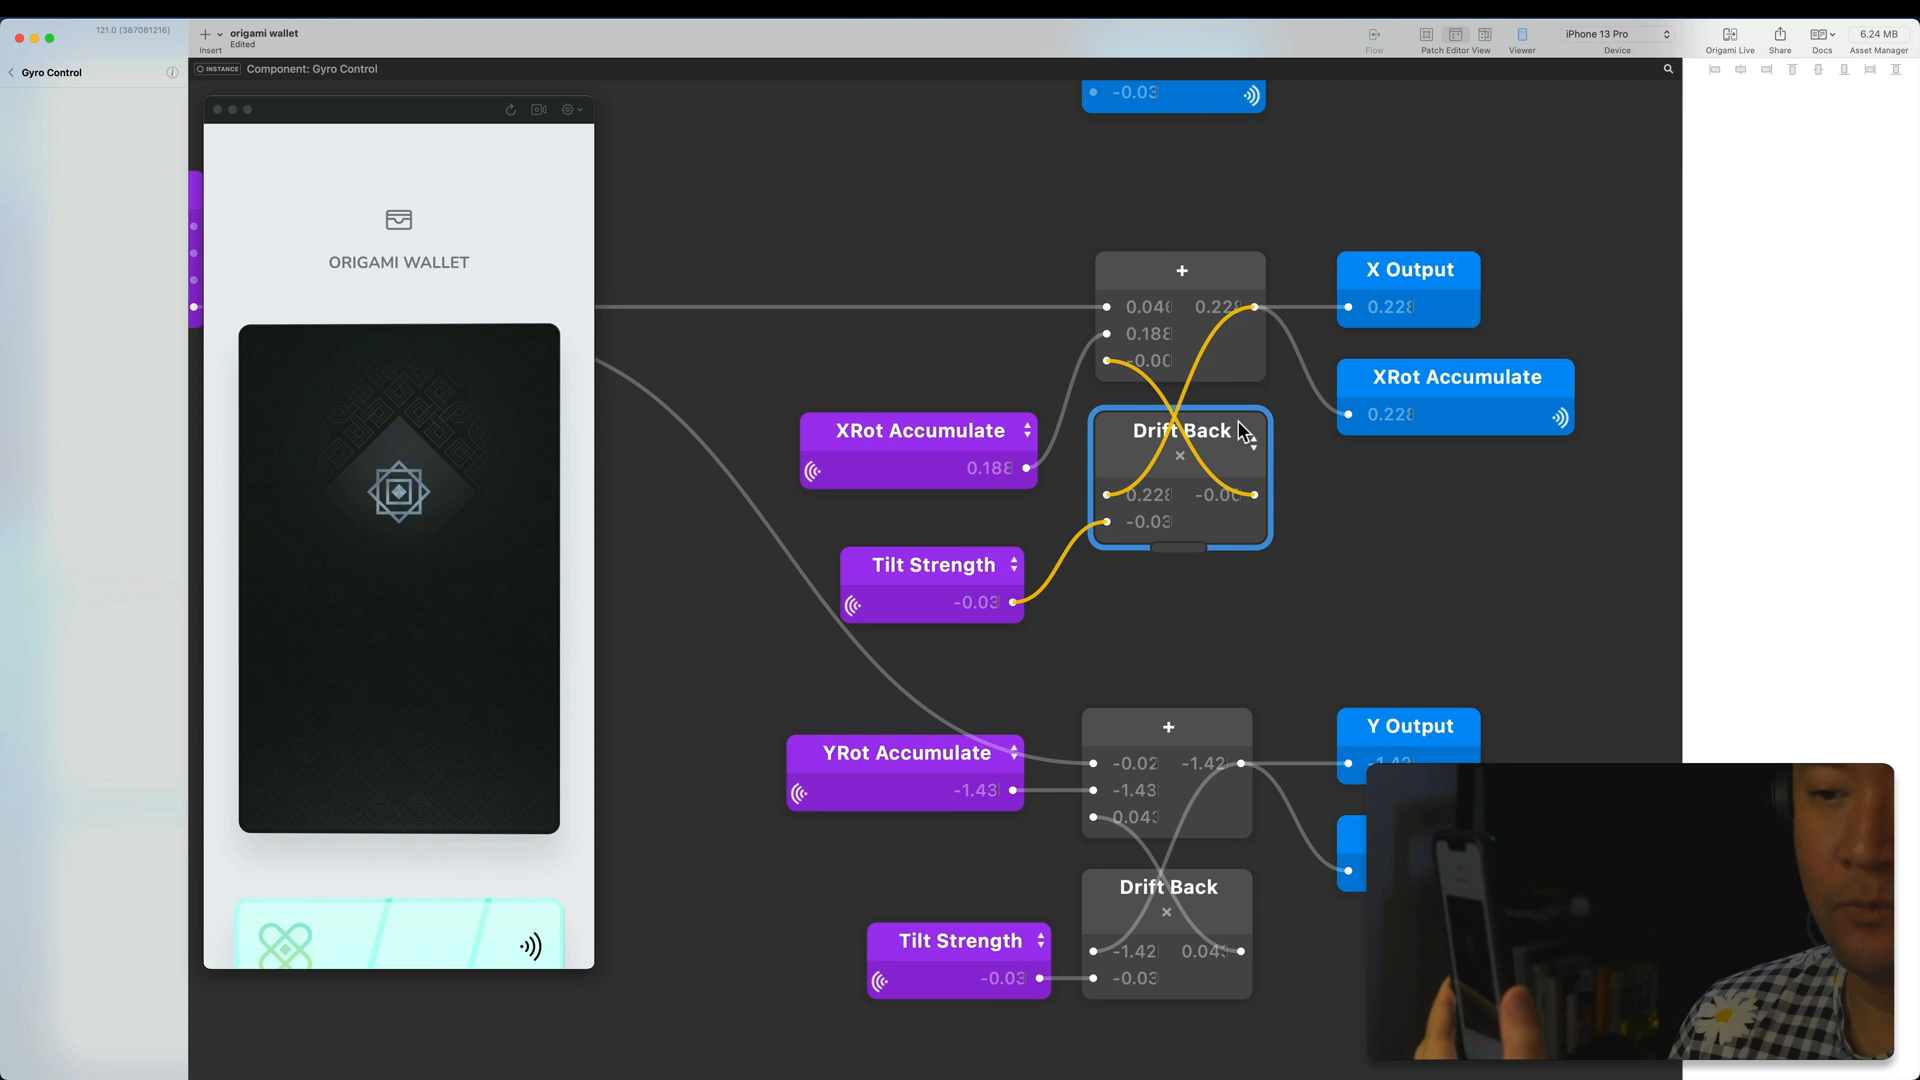 121.0 (387081216)
origami wallet
Edited
Insert
Flow
Patch Editor View
Viewer
iPhone 13 Pro
Device
Origami Live
Share
Docs
6.24 MB
Asset Manager
Gyro Control
INSTANCE
Component: Gyro Control
-0.03
ORIGAMI WALLET
+
0.046
0.228
0.188
-0.00
X Output
0.228
XRot Accumulate
0.228
XRot Accumulate
0.188
Drift Back
×
0.228
-0.00
-0.03
Tilt Strength
-0.03
+
-0.02
-1.42
-1.43
0.043
Y Output
-1.43
YRot Accumulate
-1.43
Drift Back
×
-1.42
0.043
-0.03
Tilt Strength
-0.03